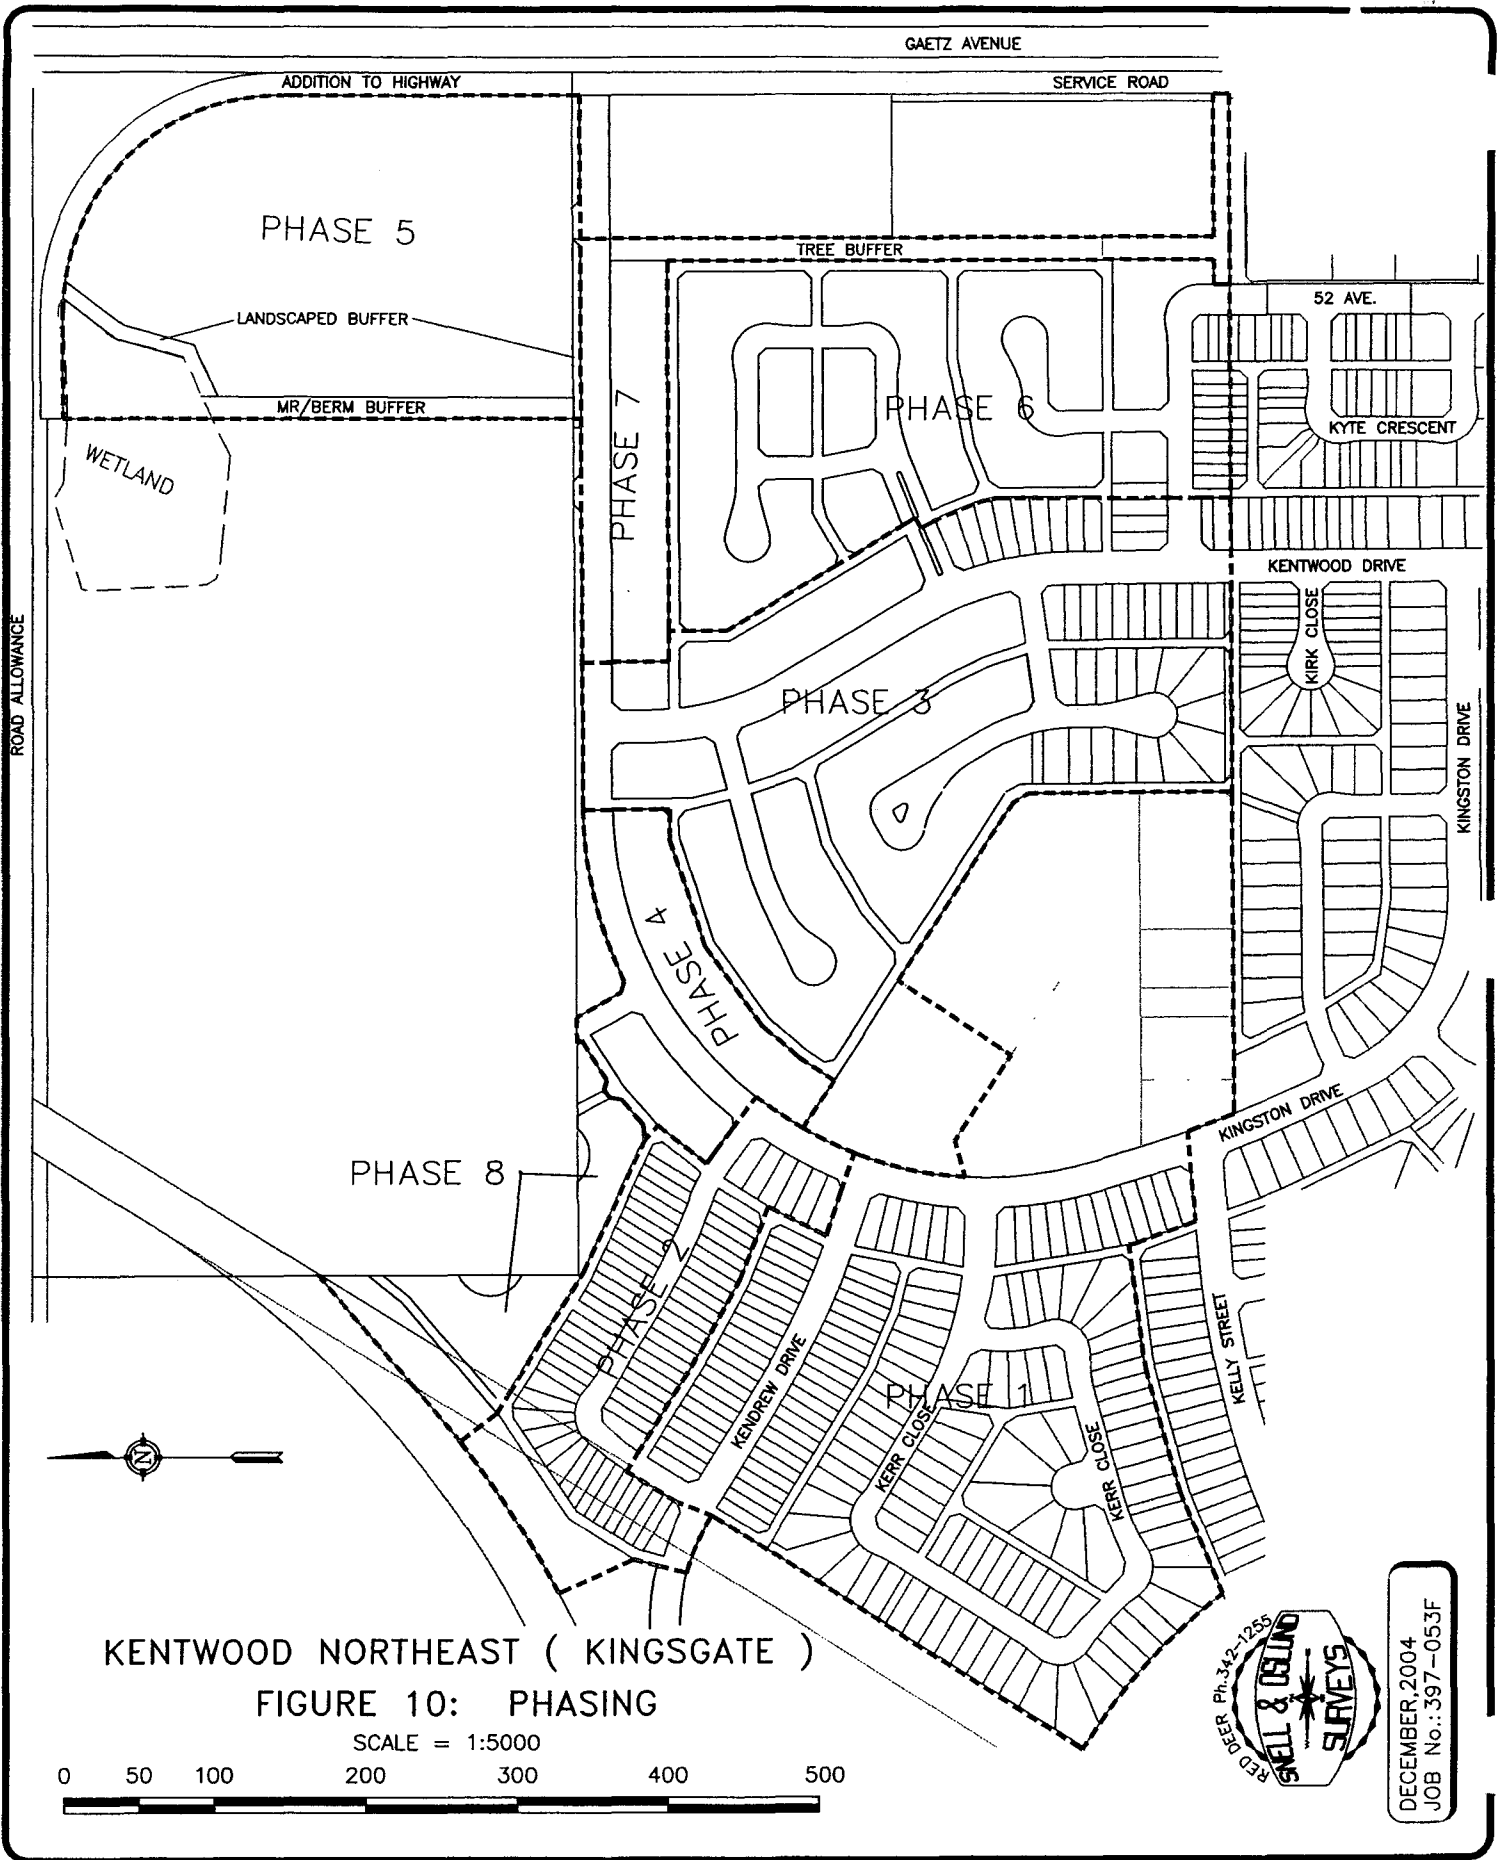 GAETZ AVENUE
ADDITION TO HIGHWAY
SERVICE ROAD
PHASE 5
TREE BUFFER
LANDSCAPED BUFFER
52 AVE.
MR/BERM BUFFER
PHASE 7
PHASE 6
KYTE CRESCENT
WETLAND
KENTWOOD DRIVE
KIRK CLOSE
ROAD ALLOWANCE
PHASE 3
KINGSTON DRIVE
PHASE 4
KINGSTON DRIVE
PHASE 8
PHASE 2
KELLY STREET
KENDREW DRIVE
PHASE 1
KERR CLOSE
KERR CLOSE
N
KENTWOOD NORTHEAST ( KINGSGATE )
FIGURE 10: PHASING
SCALE = 1:5000
0 50 100 200 300 400 500
RED DEER Ph.342-1255
SNELL & OSLUND
SURVEYS
DECEMBER,2004
JOB No.: 397-053F